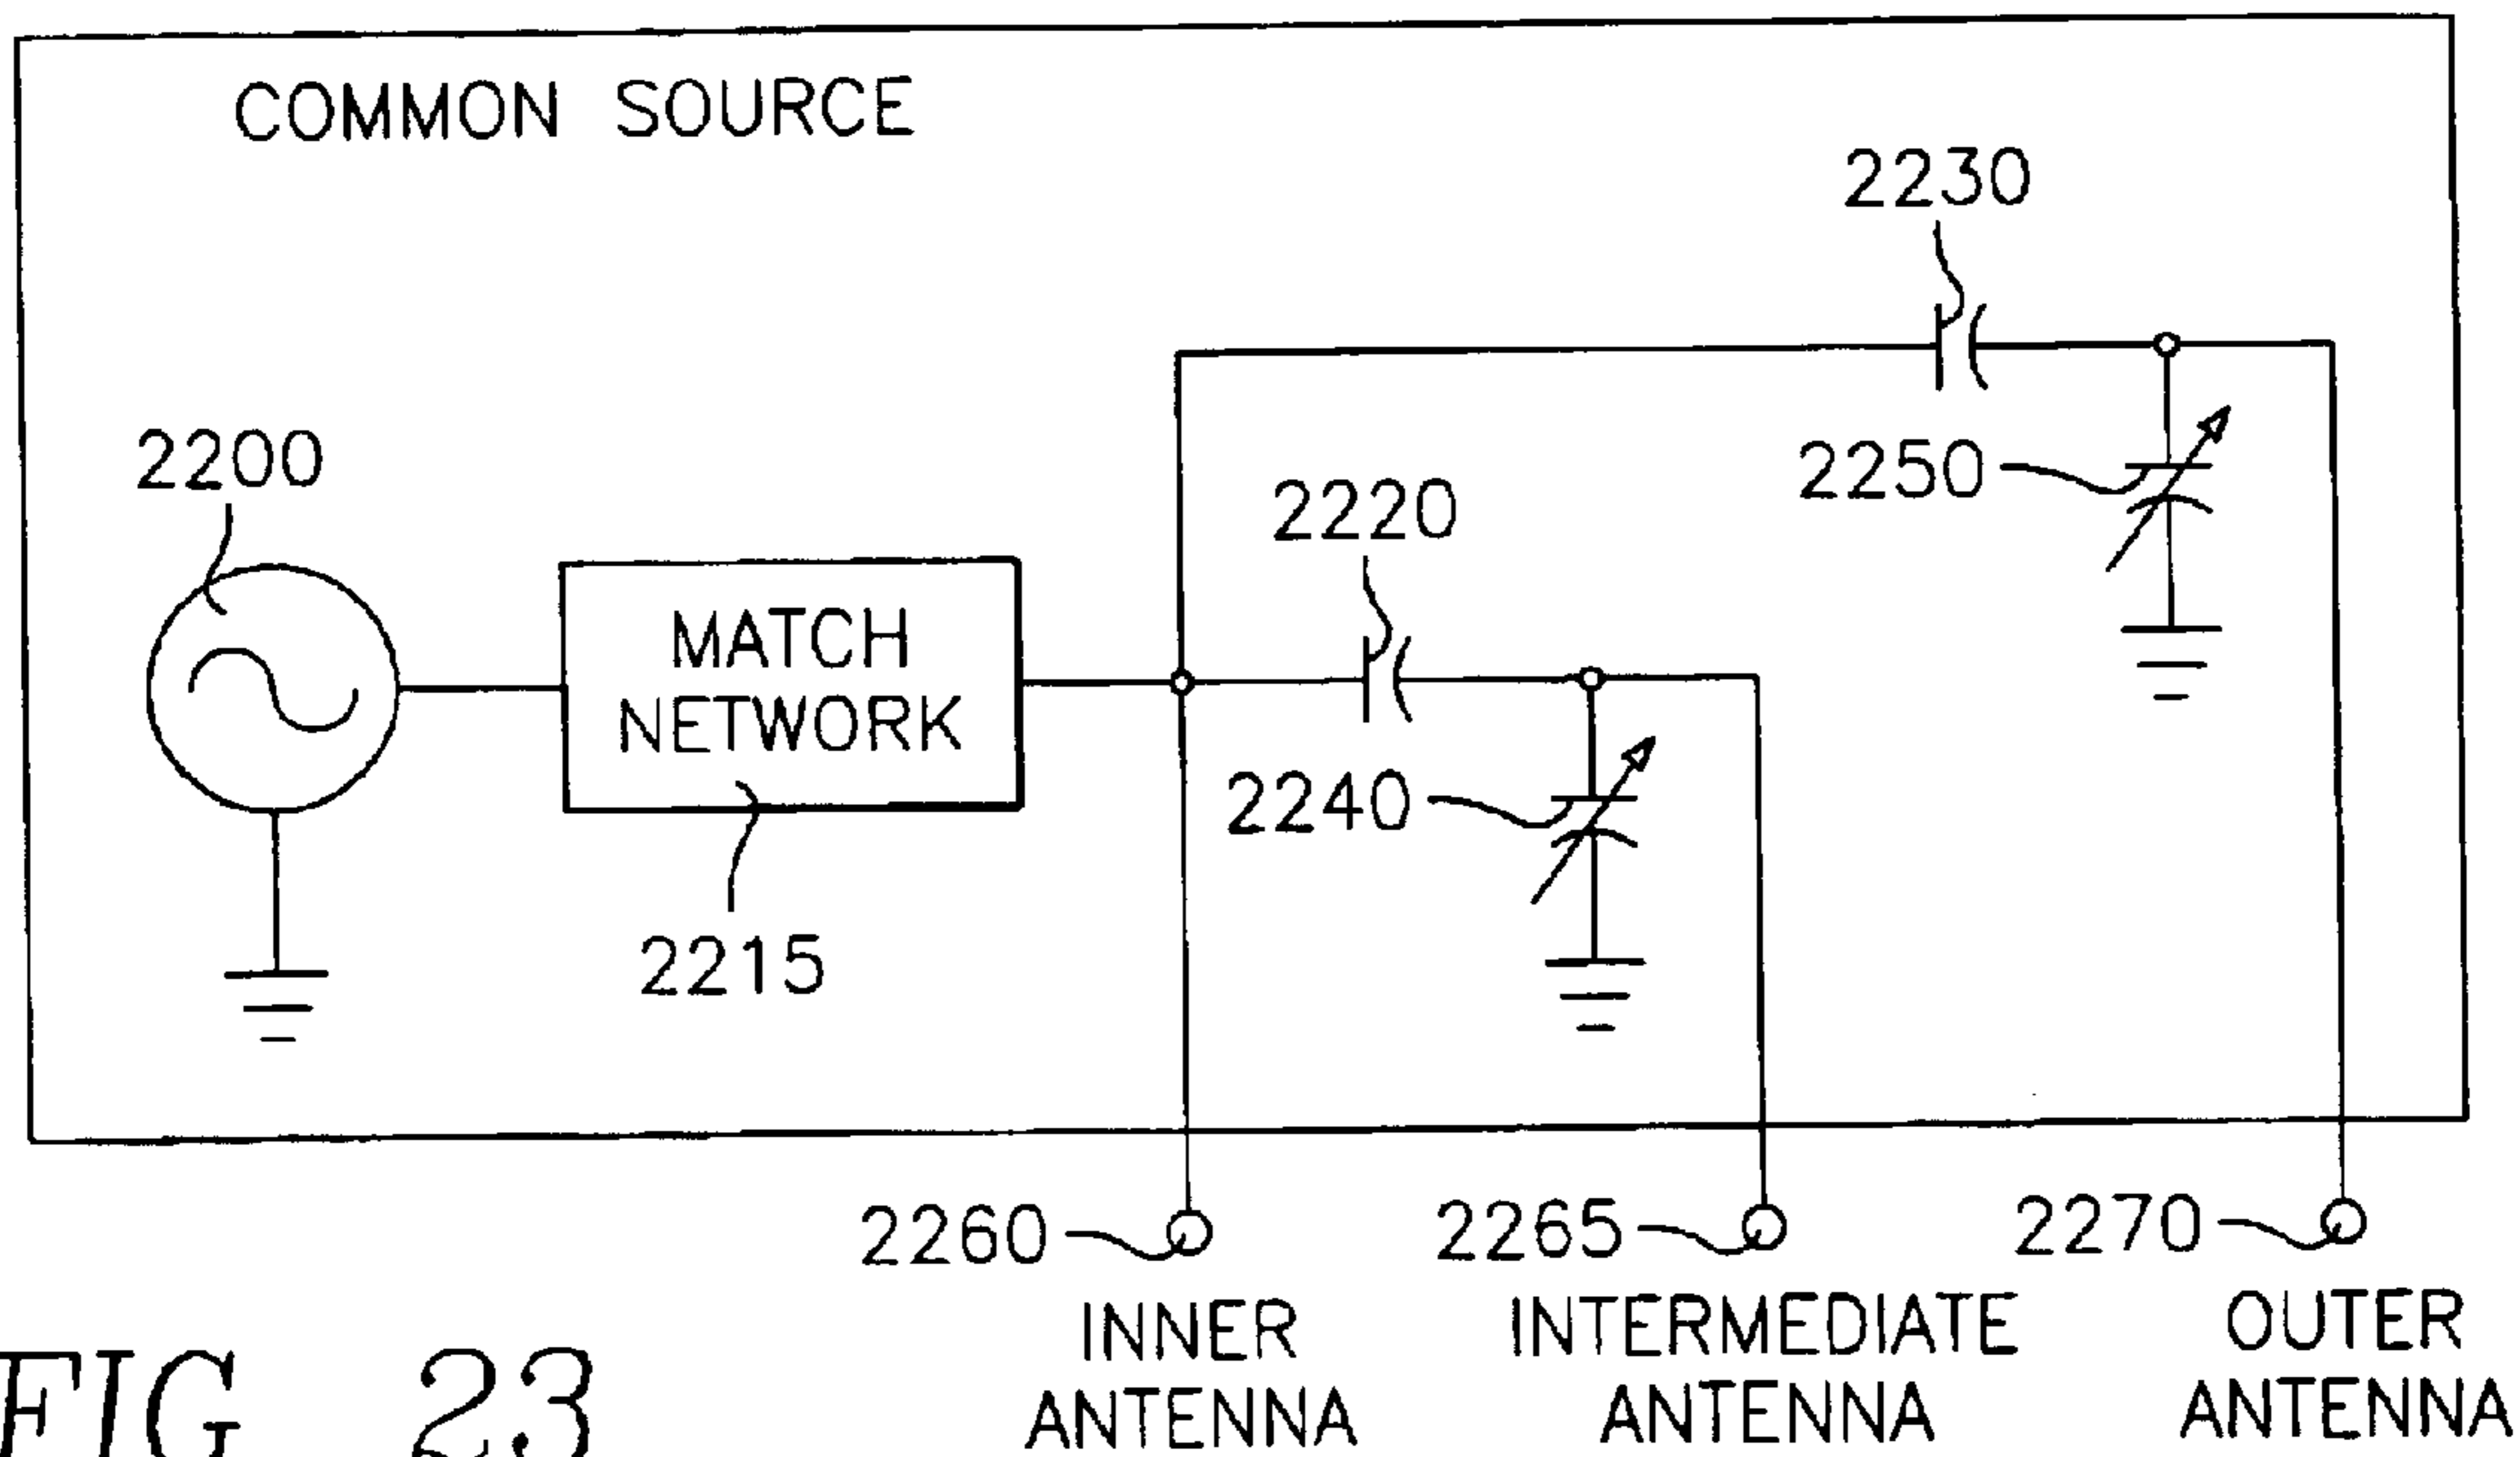 COMMON SOURCE
2230
2200
2250
2220
MATCH
NETWORK
2240
2215
2260
2265
2270
INNER
ANTENNA
INTERMEDIATE
ANTENNA
OUTER
ANTENNA
FIG 23